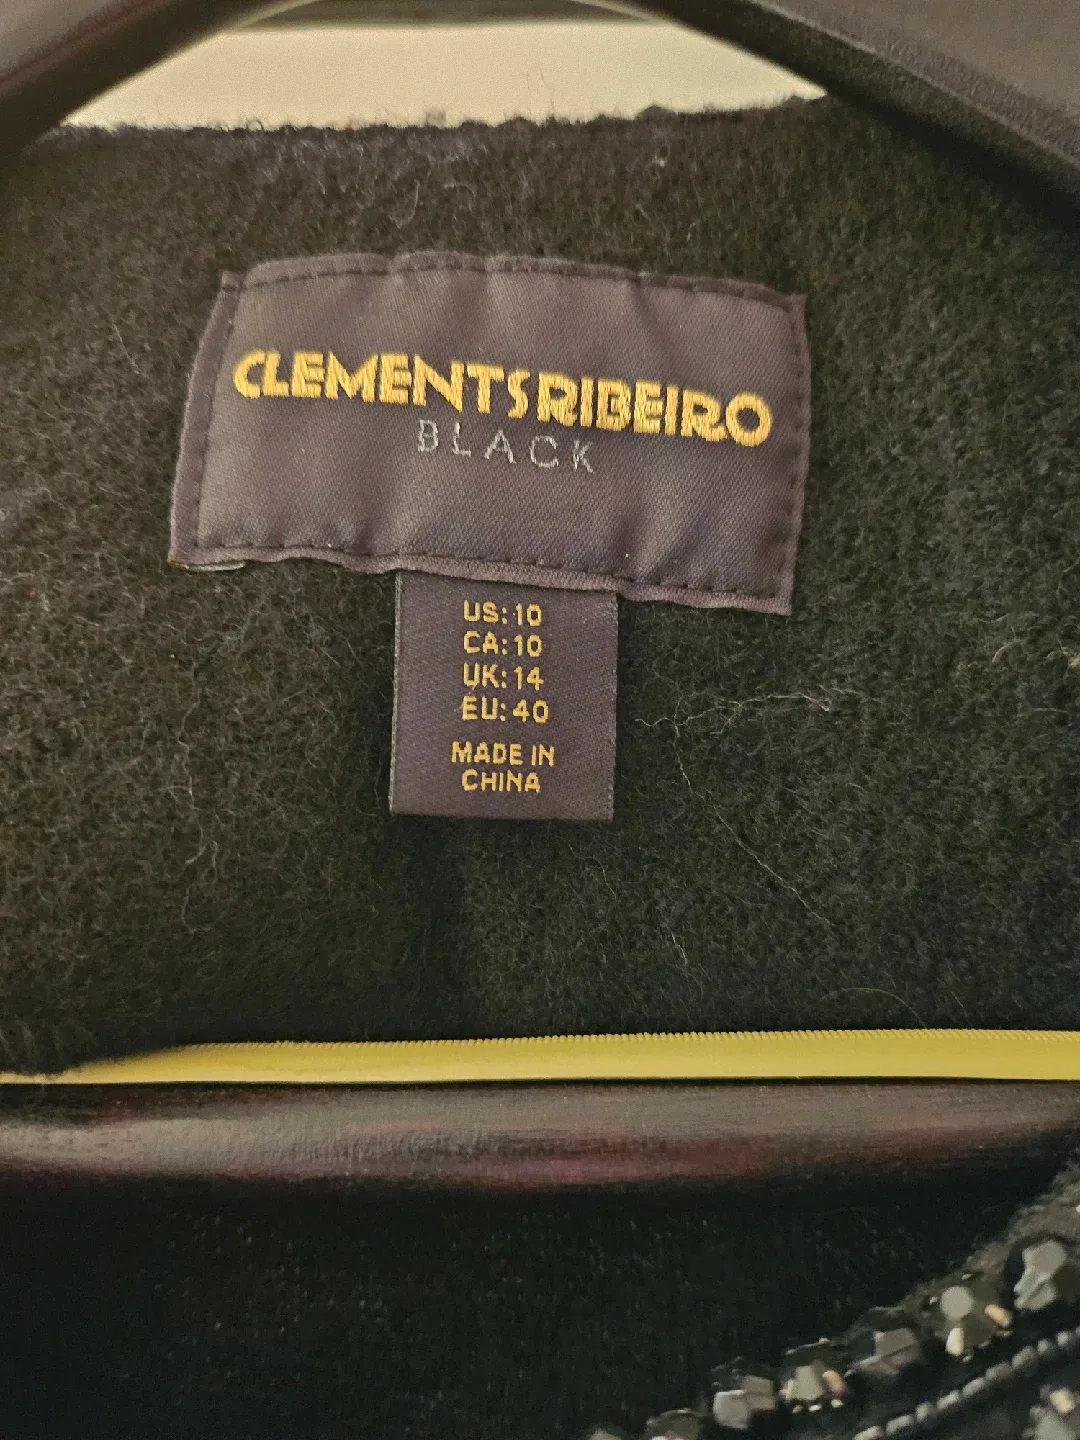 CLEMENTS RIBEIRO
BLACK
US:10
CA:10
UK:14
EU:40
MADE IN
CHINA